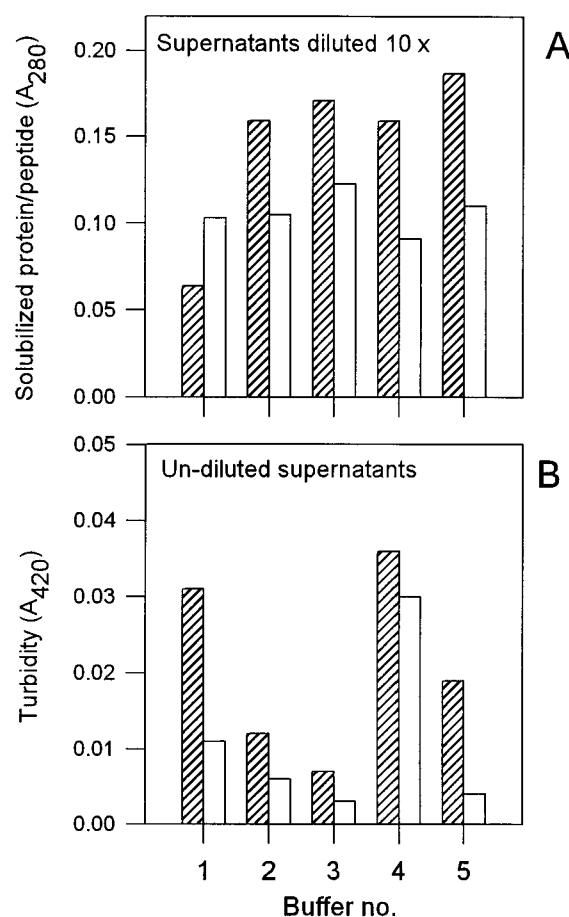 Supernatants diluted 10 x
A
Solubilized protein/peptide (A280)
0.20
0.15
0.10
0.05
0.00
Un-diluted supernatants
B
Turbidity (A420)
0.05
0.04
0.03
0.02
0.01
0.00
1 2 3 4 5
Buffer no.